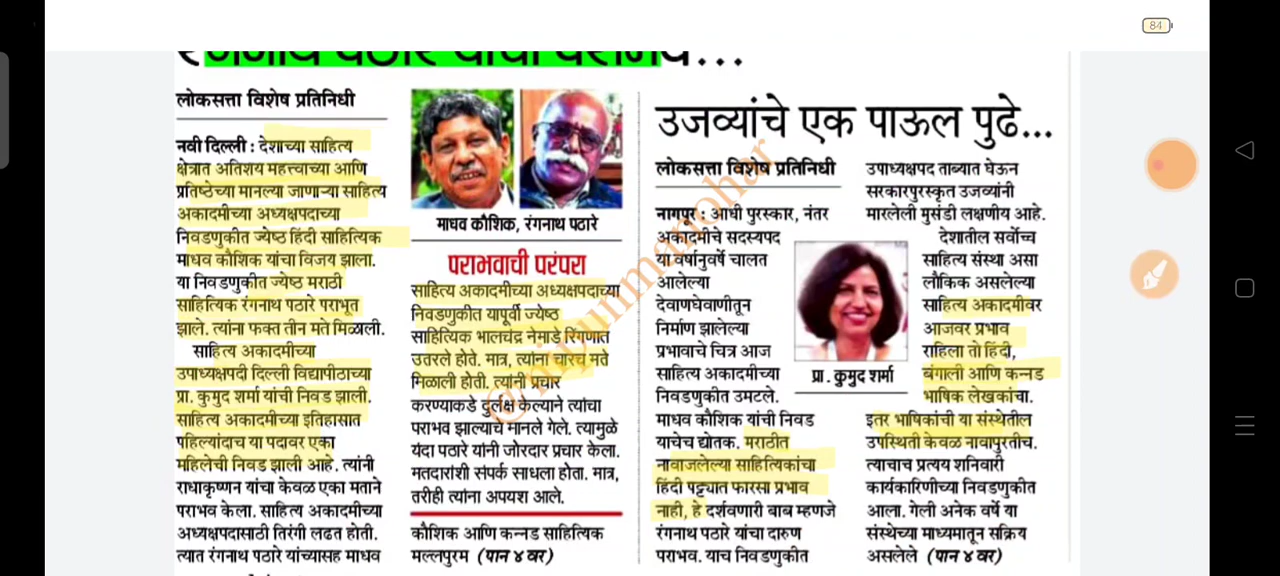 84
लोकसत्ता विशेष प्रतिनिधी
नवी दिल्ली : देशाच्या साहित्य
क्षेत्रात अतिशय महत्त्वाच्या आणि
प्रतिष्ठेच्या मानल्या जाणाऱ्या साहित्य
अकादमीच्या अध्यक्षपदाच्या
निवडणुकीत ज्येष्ठ हिंदी साहित्यिक
माधव कौशिक यांचा विजय झाला.
या निवडणुकीत ज्येष्ठ मराठी
साहित्यिक रंगनाथ पठारे पराभूत
झाले. त्यांना फक्त तीन मते मिळाली.
साहित्य अकादमीच्या
उपाध्यक्षपदी दिल्ली विद्यापीठाच्या
प्रा. कुमुद शर्मा यांची निवड झाली.
साहित्य अकादमीच्या इतिहासात
पहिल्यांदाच या पदावर एका
महिलेची निवड झाली आहे. त्यांनी
राधाकृष्णन यांचा केवळ एका मताने
पराभव केला. साहित्य अकादमीच्या
अध्यक्षपदासाठी तिरंगी लढत होती.
त्यात रंगनाथ पठारे यांच्यासह माधव
माधव कौशिक, रंगनाथ पठारे
पराभवाची परंपरा
साहित्य अकादमीच्या अध्यक्षपदाच्या
निवडणुकीत यापूर्वी ज्येष्ठ
साहित्यिक भालचंद्र नेमाडे रिंगणात
उतरले होते. मात्र, त्यांना चारच मते
मिळाली होती. त्यांनी प्रचार
करण्याकडे दुर्लक्ष केल्याने त्यांचा
पराभव झाल्याचे मानले गेले. त्यामुळे
यंदा पठारे यांनी जोरदार प्रचार केला.
मतदारांशी संपर्क साधला होता. मात्र,
तरीही त्यांना अपयश आले.
कौशिक आणि कन्नड साहित्यिक
मल्लपुरम (पान ४ वर)
उजव्यांचे एक पाऊल पुढे...
लोकसत्ता विशेष प्रतिनिधी
नागपूर : आधी पुरस्कार, नंतर
अकादमीचे सदस्यपद
या वर्षानुवर्षे चालत
आलेल्या
देवाणघेवाणीतून
निर्माण झालेल्या
प्रभावाचे चित्र आज
साहित्य अकादमीच्या
निवडणुकीत उमटले.
माधव कौशिक यांची निवड
याचेच द्योतक. मराठीत
नावाजलेल्या साहित्यिकांचा
हिंदी पट्ट्यात फारसा प्रभाव
नाही, हे दर्शवणारी बाब म्हणजे
रंगनाथ पठारे यांचा दारुण
पराभव. याच निवडणुकीत
प्रा. कुमुद शर्मा
उपाध्यक्षपद ताब्यात घेऊन
सरकारपुरस्कृत उजव्यांनी
मारलेली मुसंडी लक्षणीय आहे.
देशातील सर्वोच्च
साहित्य संस्था असा
लौकिक असलेल्या
साहित्य अकादमीवर
आजवर प्रभाव
राहिला तो हिंदी,
बंगाली आणि कन्नड
भाषिक लेखकांचा.
इतर भाषिकांची या संस्थेतील
उपस्थिती केवळ नावापुरतीच.
त्याचाच प्रत्यय शनिवारी
कार्यकारिणीच्या निवडणुकीत
आला. गेली अनेक वर्षे या
संस्थेच्या माध्यमातून सक्रिय
असलेले (पान ४ वर)
@nipunmanohar